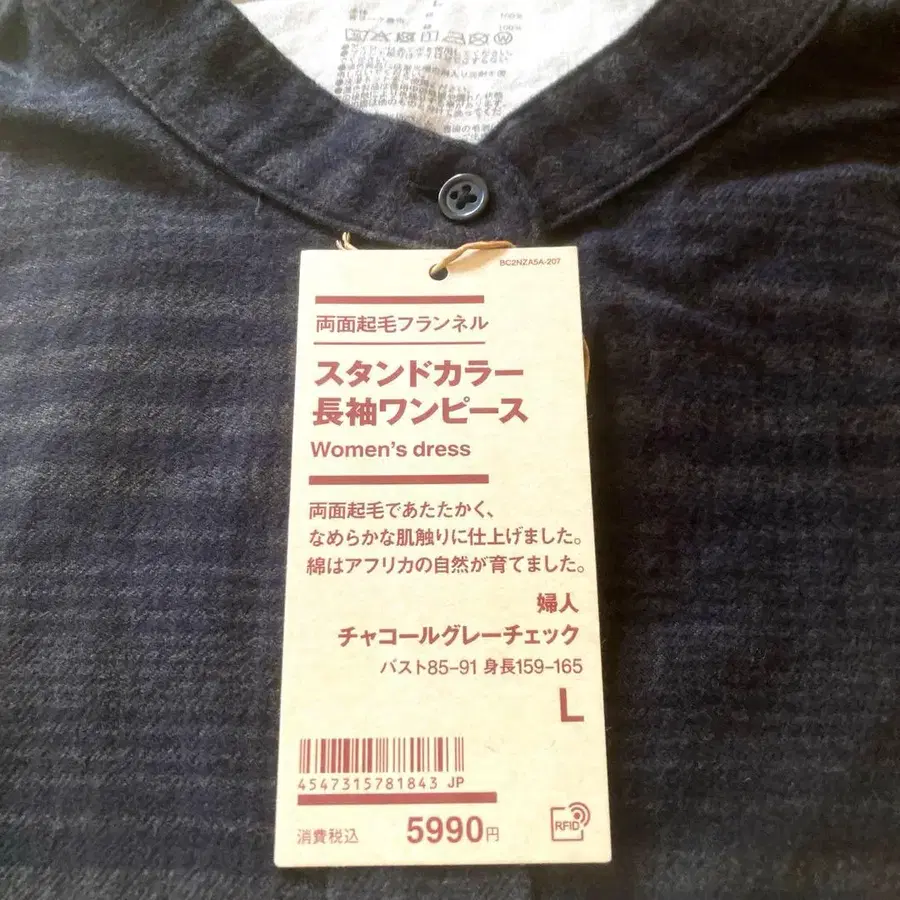 L
100%
100%
BC2NZA5A-207
両面起毛フランネル
スタンドカラー
長袖ワンピース
Women's dress
両面起毛であたたかく、
なめらかな肌触りに仕上げました。
綿はアフリカの自然が育てました。
婦人
チャコールグレーチェック
バスト85-91 身長159-165
L
4547315781843 JP
消費税込 5990円
RFID